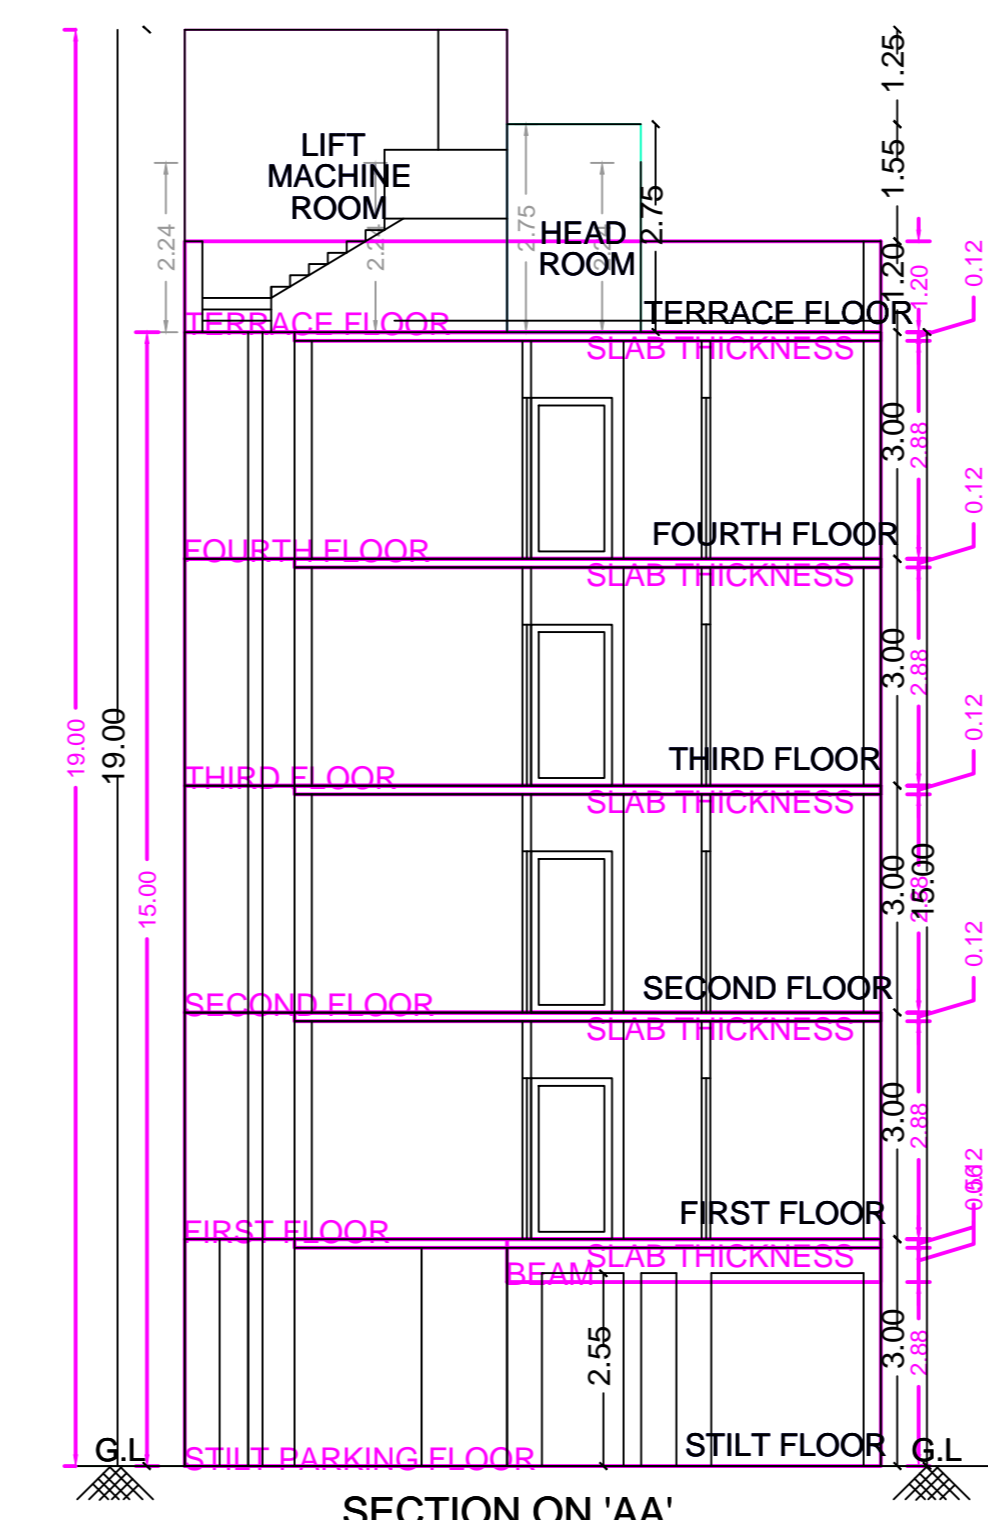 1.25
LIFT
MACHINE
ROOM
1.55
2.24
2.75
2.75
HEAD
ROOM
1.20
1.20
0.12
TERRACE FLOOR
TERRACE FLOOR
SLAB THICKNESS
3.00
2.88
0.12
FOURTH FLOOR
FOURTH FLOOR
SLAB THICKNESS
3.00
2.88
0.12
19.00
19.00
THIRD FLOOR
THIRD FLOOR
SLAB THICKNESS
15.00
3.00
15.00
0.12
SECOND FLOOR
SECOND FLOOR
SLAB THICKNESS
3.00
2.88
FIRST FLOOR
FIRST FLOOR
SLAB THICKNESS
BEAM
2.55
3.00
2.88
G.L
STILT PARKING FLOOR
STILT FLOOR
G.L
SECTION ON 'AA'